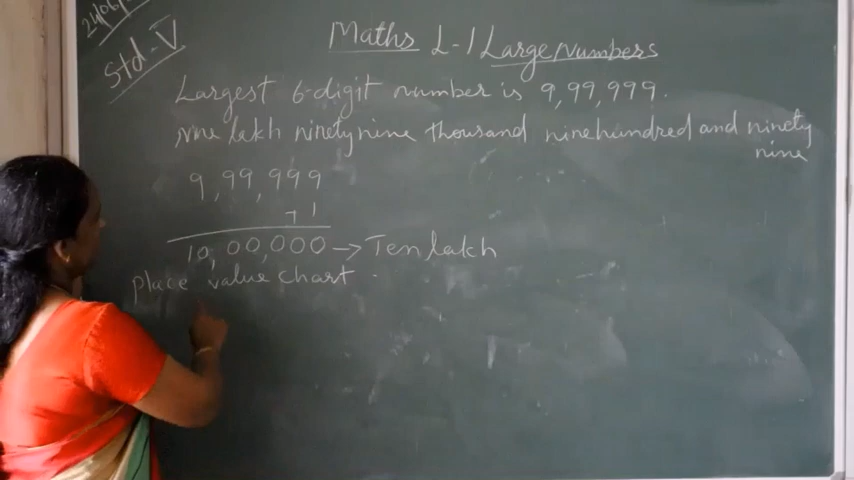 24/06/
Std-V
Maths L-1 Large Numbers
Largest 6-digit number is 9,99,999.
Nine lakh ninety nine thousand nine hundred and ninety
nine
9,99,999
+1
10,00,000 → Ten lakh
Place value chart